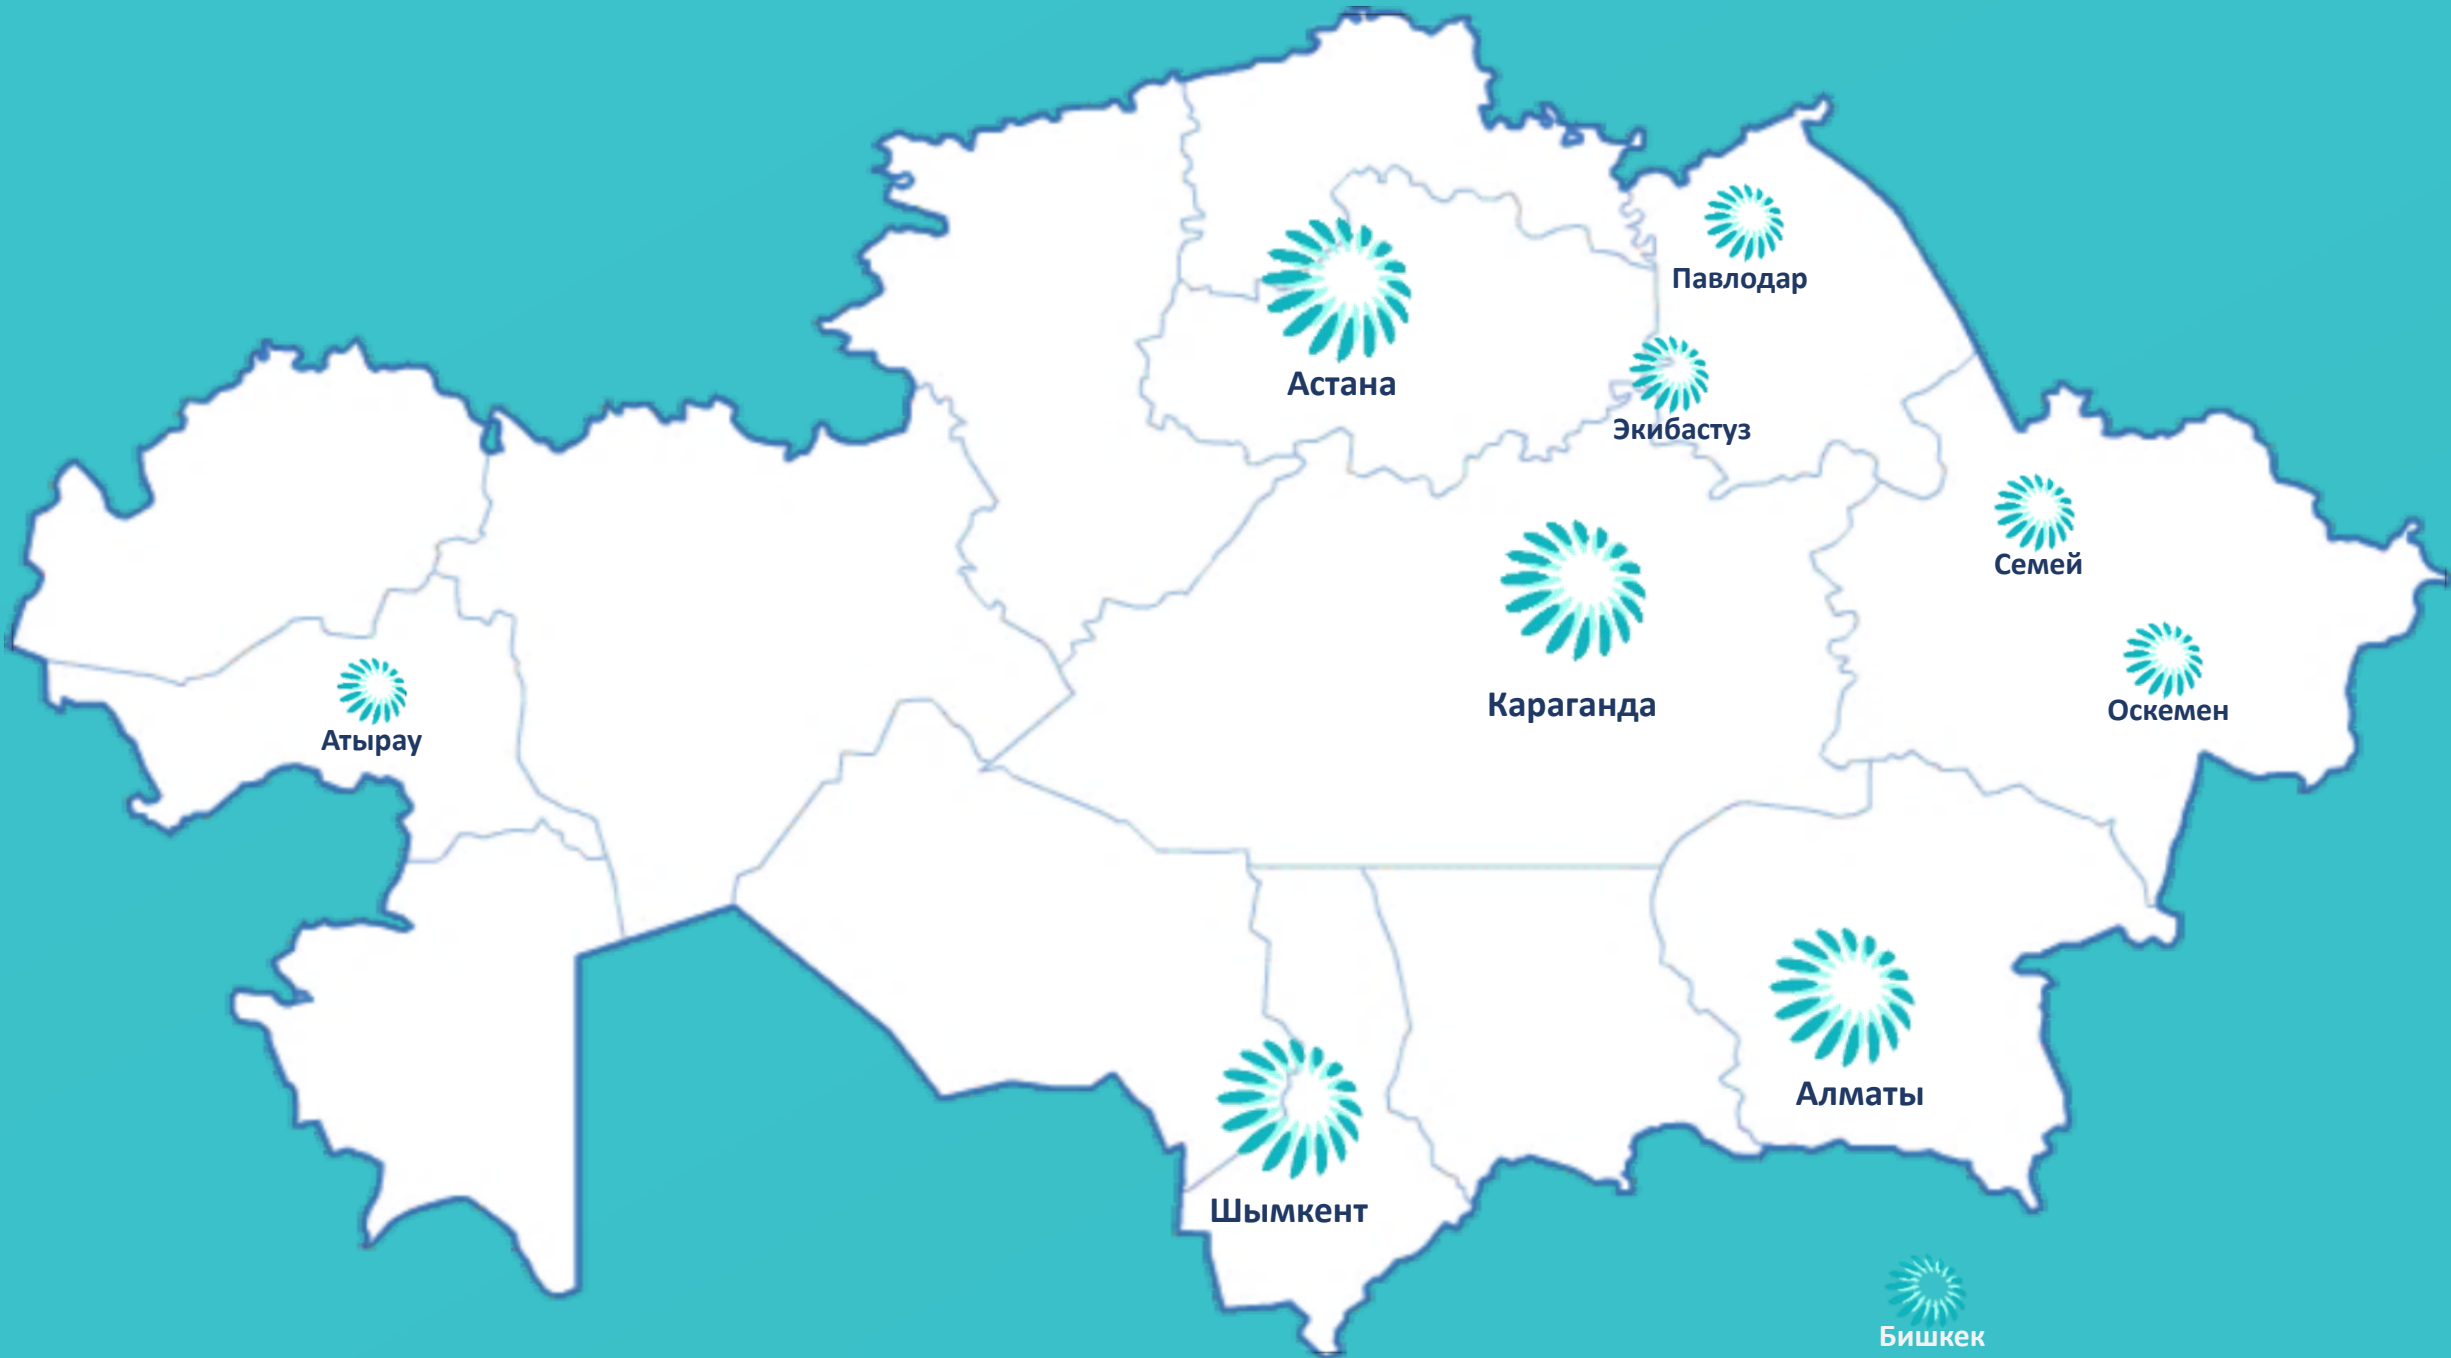 Павлодар
Астана
Экибастуз
Семей
Караганда
Оскемен
Атырау
Алматы
Шымкент
Бишкек